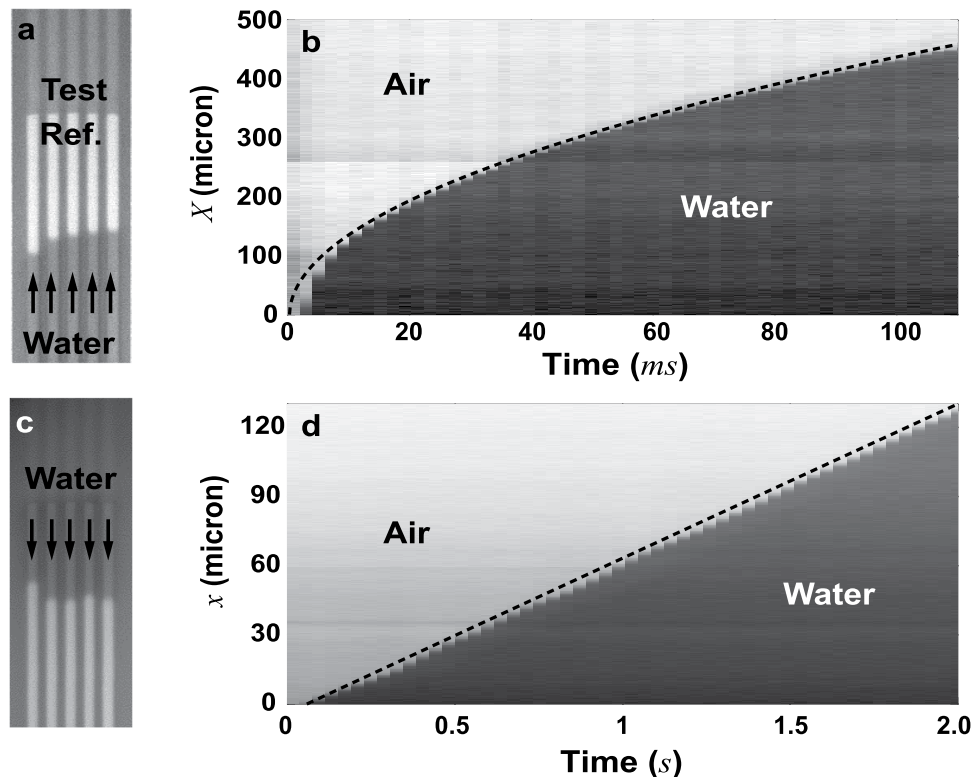 a
Test
Ref.
Water
b
500
400
300
200
100
0
X (micron)
Air
Water
0 20 40 60 80 100
Time (ms)
c
Water
d
120
90
60
30
0
x (micron)
Air
Water
0 0.5 1 1.5 2.0
Time (s)